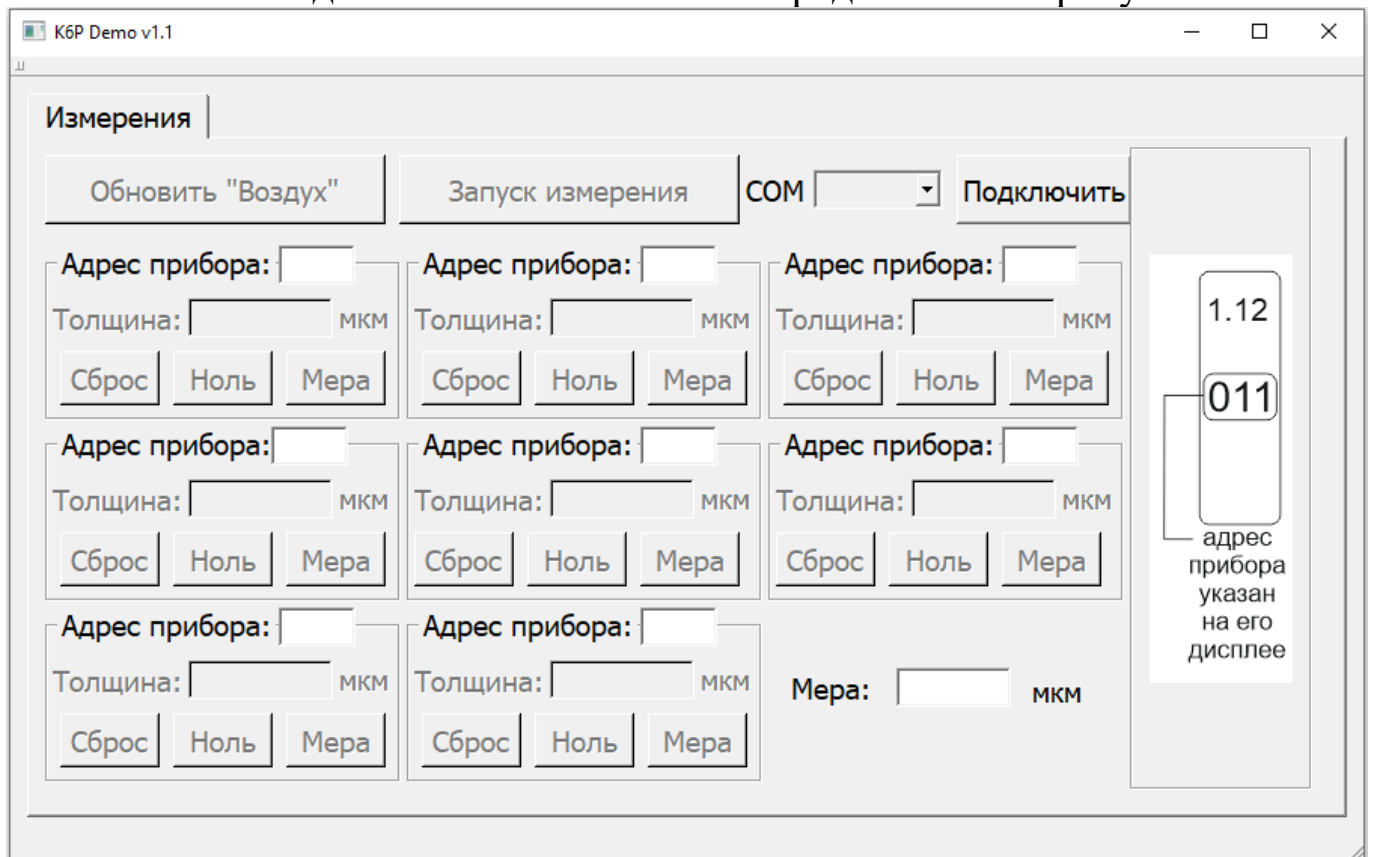 К6Р Demo v1.1
Измерения
Обновить "Воздух" Запуск измерения COM Подключить
Адрес прибора: Адрес прибора: Адрес прибора:
Толщина: мкм Толщина: мкм Толщина: мкм
Сброс Ноль Мера Сброс Ноль Мера Сброс Ноль Мера
Адрес прибора: Адрес прибора: Адрес прибора:
Толщина: мкм Толщина: мкм Толщина: мкм
Сброс Ноль Мера Сброс Ноль Мера Сброс Ноль Мера
Адрес прибора: Адрес прибора:
Толщина: мкм Толщина: мкм Мера: мкм
Сброс Ноль Мера Сброс Ноль Мера
1.12
011
адрес
прибора
указан
на его
дисплее